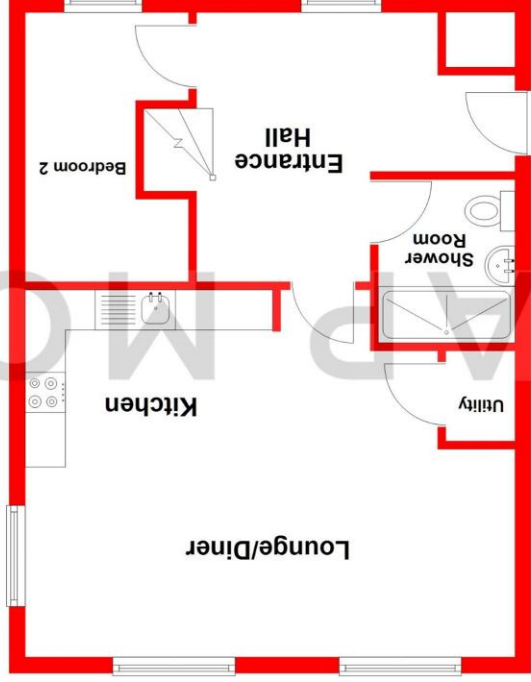 Lounge/Diner
Utility
Kitchen
Shower
Room
Entrance
Hall
Bedroom 2